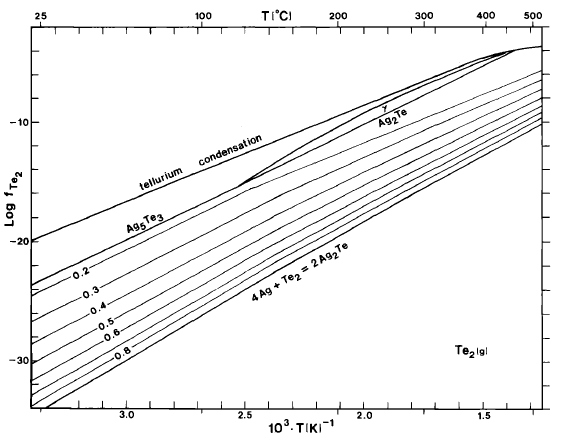 T(°C)
25 100 200 300 400 500
Log fTe2
-10
-20
-30
tellurium condensation
γ
Ag2Te
Ag5Te3
0.2
0.3
0.4
0.5
0.6
0.8
4Ag + Te2 = 2Ag2Te
Te2(g)
3.0 2.5 2.0 1.5
10³·T(K)⁻¹